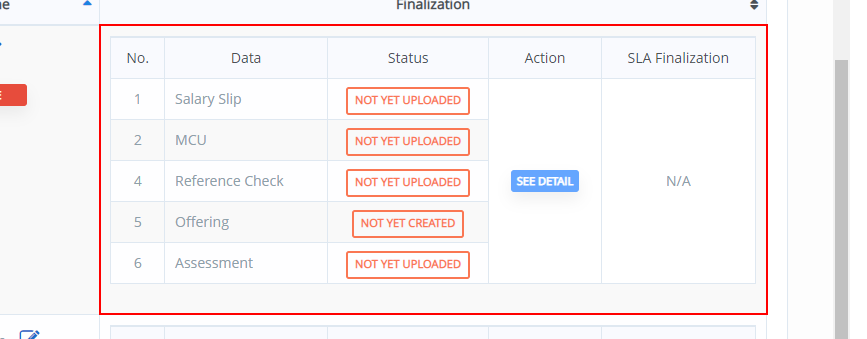 Finalization
No. Data Status Action SLA Finalization
1 Salary Slip NOT YET UPLOADED
2 MCU NOT YET UPLOADED
4 Reference Check NOT YET UPLOADED SEE DETAIL N/A
5 Offering NOT YET CREATED
6 Assessment NOT YET UPLOADED